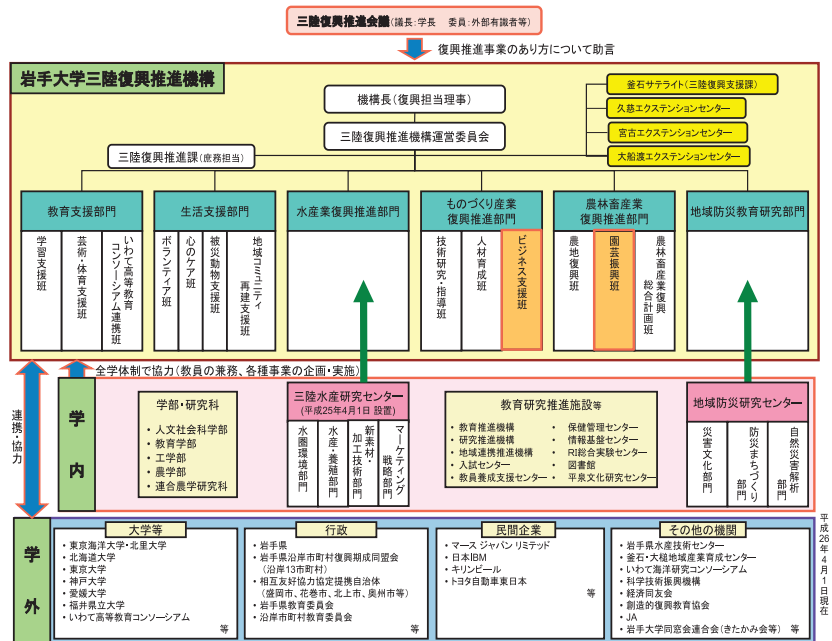 三陸復興推進会議(議長:学長　委員:外部有識者等)
復興推進事業のあり方について助言
岩手大学三陸復興推進機構
機構長(復興担当理事)
三陸復興推進機構運営委員会
三陸復興推進課(庶務担当)
釜石サテライト(三陸復興支援課)
久慈エクステンションセンター
宮古エクステンションセンター
大船渡エクステンションセンター
教育支援部門
学習支援班
芸術・体育支援班
いわて高等教育
コンソーシアム連携班
生活支援部門
ボランティア班
心のケア班
被災動物支援班
地域コミュニティ
再建支援班
水産業復興推進部門
ものづくり産業
復興推進部門
技術研究・指導班
人材育成班
ビジネス支援班
農林畜産業
復興推進部門
農地復興班
園芸振興班
農林畜産業復興
総合計画班
地域防災教育研究部門
連携・協力
全学体制で協力(教員の兼務、各種事業の企画・実施)
学内
学部・研究科
・人文社会科学部
・教育学部
・工学部
・農学部
・連合農学研究科
三陸水産研究センター
(平成25年4月1日 設置)
水圏環境部門
水産・養殖部門
新素材・
加工技術部門
マーケティング
戦略部門
教育研究推進施設等
・教育推進機構
・研究推進機構
・地域連携推進機構
・入試センター
・教員養成支援センター
・保健管理センター
・情報基盤センター
・RI総合実験センター
・図書館
・平泉文化研究センター
地域防災研究センター
災害文化部門
防災まちづくり
部門
自然災害解析
部門
学外
大学等
・東京海洋大学・北里大学
・北海道大学
・東京大学
・神戸大学
・愛媛大学
・福井県立大学
・いわて高等教育コンソーシアム
等
行政
・岩手県
・岩手県沿岸市町村復興期成同盟会
(沿岸13市町村)
・相互友好協力協定提携自治体
(盛岡市、花巻市、北上市、奥州市等)
・岩手県教育委員会
・沿岸市町村教育委員会
等
民間企業
・マース ジャパン リミテッド
・日本IBM
・キリンビール
・トヨタ自動車東日本
等
その他の機関
・岩手県水産技術センター
・釜石・大槌地域産業育成センター
・いわて海洋研究コンソーシアム
・科学技術振興機構
・経済同友会
・創造的復興教育協会
・JA
・岩手大学同窓会連合会(きたかみ会等)
等
平成26年4月1日現在